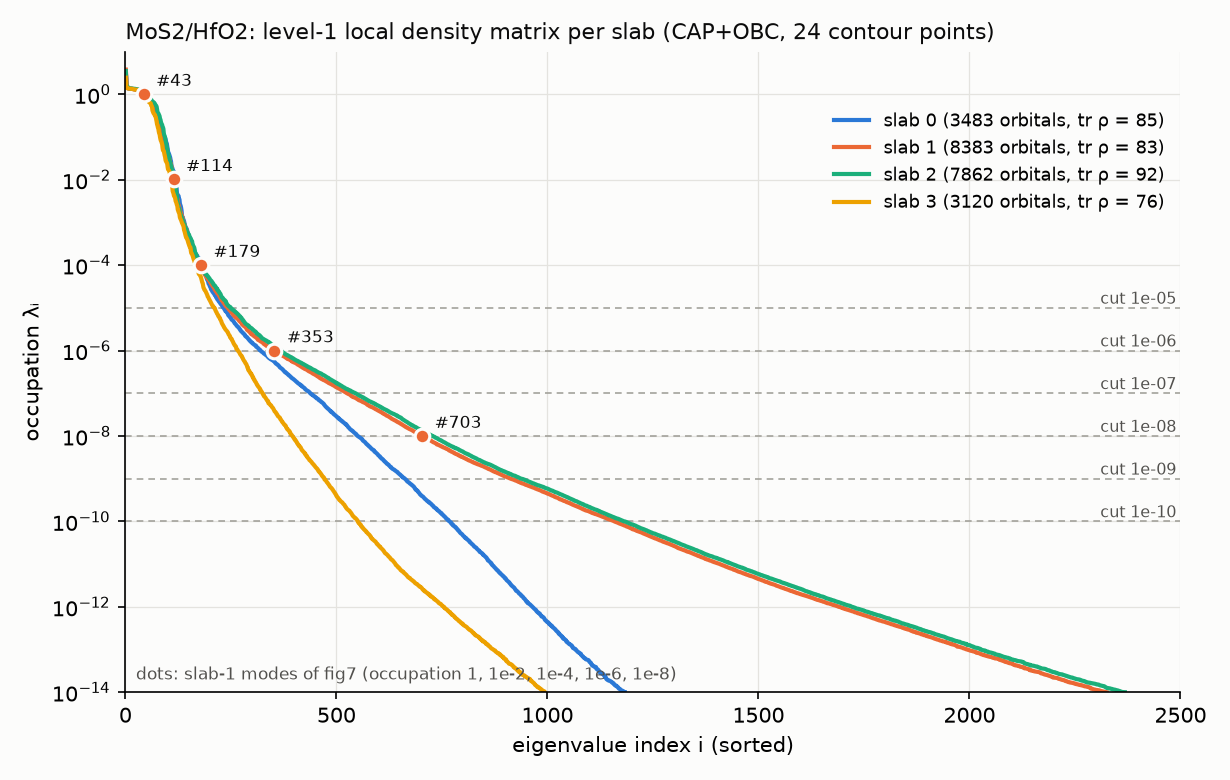 MoS2/HfO2: level-1 local density matrix per slab (CAP+OBC, 24 contour points)
#43
#114
#179
#353
#703
slab 0 (3483 orbitals, tr ρ = 85)
slab 1 (8383 orbitals, tr ρ = 83)
slab 2 (7862 orbitals, tr ρ = 92)
slab 3 (3120 orbitals, tr ρ = 76)
cut 1e-05
cut 1e-06
cut 1e-07
cut 1e-08
cut 1e-09
cut 1e-10
10⁰
10⁻²
10⁻⁴
10⁻⁶
10⁻⁸
10⁻¹⁰
10⁻¹²
10⁻¹⁴
occupation λᵢ
dots: slab-1 modes of fig7 (occupation 1, 1e-2, 1e-4, 1e-6, 1e-8)
0 500 1000 1500 2000 2500
eigenvalue index i (sorted)